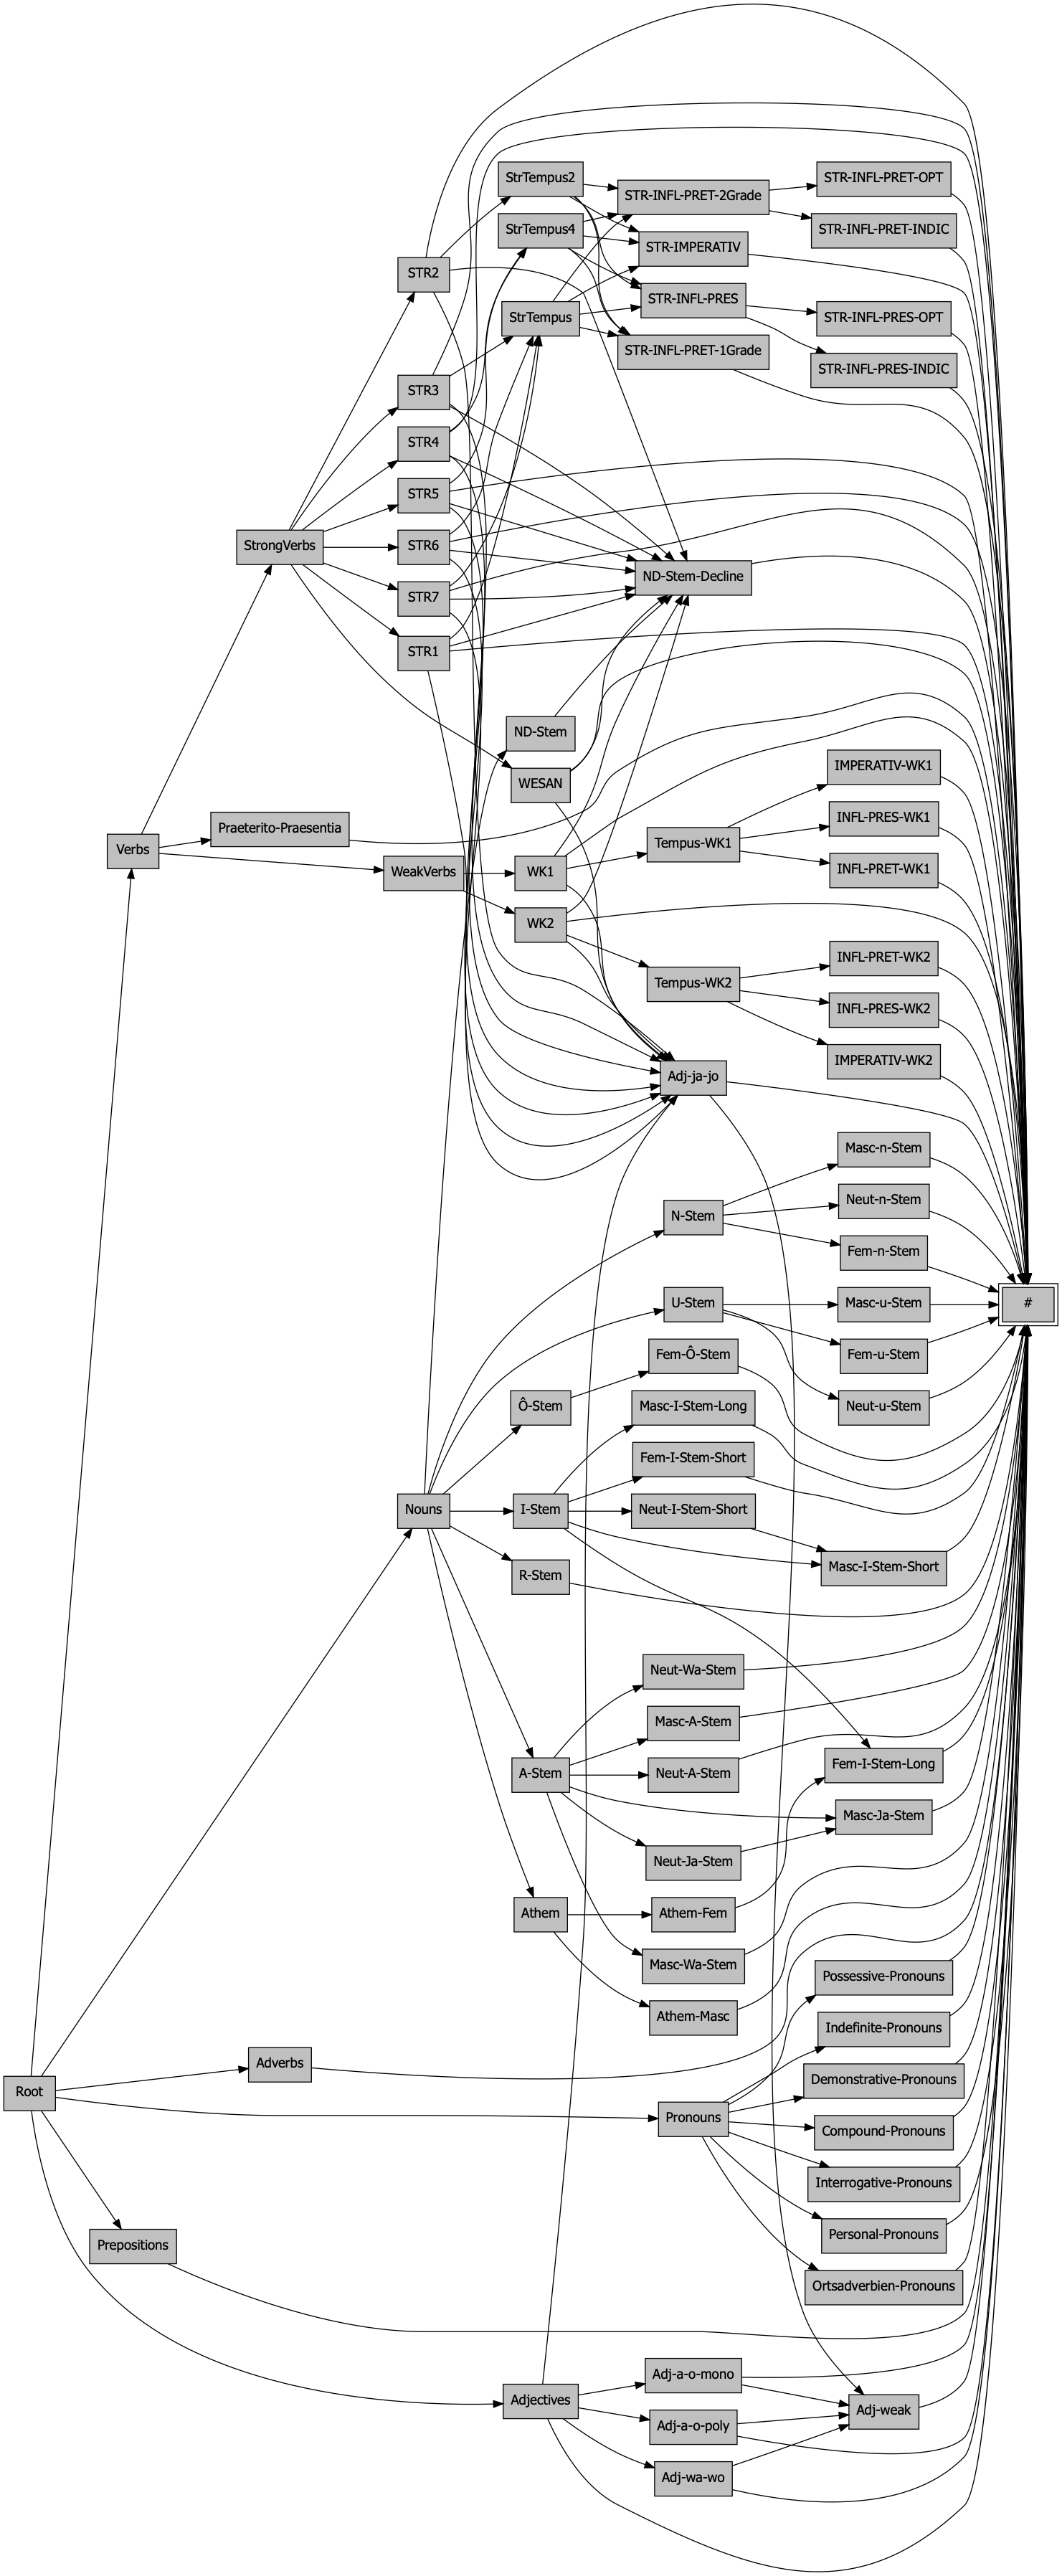 StrTempus2
STR-INFL-PRET-OPT
STR-INFL-PRET-2Grade
StrTempus4
STR-INFL-PRET-INDIC
STR-IMPERATIV
STR2
STR-INFL-PRES
StrTempus
STR-INFL-PRES-OPT
STR-INFL-PRET-1Grade
STR-INFL-PRES-INDIC
STR3
STR4
STR5
StrongVerbs
STR6
ND-Stem-Decline
STR7
STR1
ND-Stem
IMPERATIV-WK1
WESAN
INFL-PRES-WK1
Praeterito-Praesentia
Tempus-WK1
Verbs
WeakVerbs
WK1
INFL-PRET-WK1
WK2
INFL-PRET-WK2
Tempus-WK2
INFL-PRES-WK2
IMPERATIV-WK2
Adj-ja-jo
Masc-n-Stem
Neut-n-Stem
N-Stem
Fem-n-Stem
U-Stem
Masc-u-Stem
#
Fem-Ô-Stem
Fem-u-Stem
Ô-Stem
Masc-I-Stem-Long
Neut-u-Stem
Fem-I-Stem-Short
Nouns
I-Stem
Neut-I-Stem-Short
R-Stem
Masc-I-Stem-Short
Neut-Wa-Stem
Masc-A-Stem
Fem-I-Stem-Long
A-Stem
Neut-A-Stem
Masc-Ja-Stem
Neut-Ja-Stem
Athem
Athem-Fem
Masc-Wa-Stem
Possessive-Pronouns
Athem-Masc
Indefinite-Pronouns
Adverbs
Demonstrative-Pronouns
Root
Pronouns
Compound-Pronouns
Interrogative-Pronouns
Personal-Pronouns
Prepositions
Ortsadverbien-Pronouns
Adj-a-o-mono
Adjectives
Adj-weak
Adj-a-o-poly
Adj-wa-wo